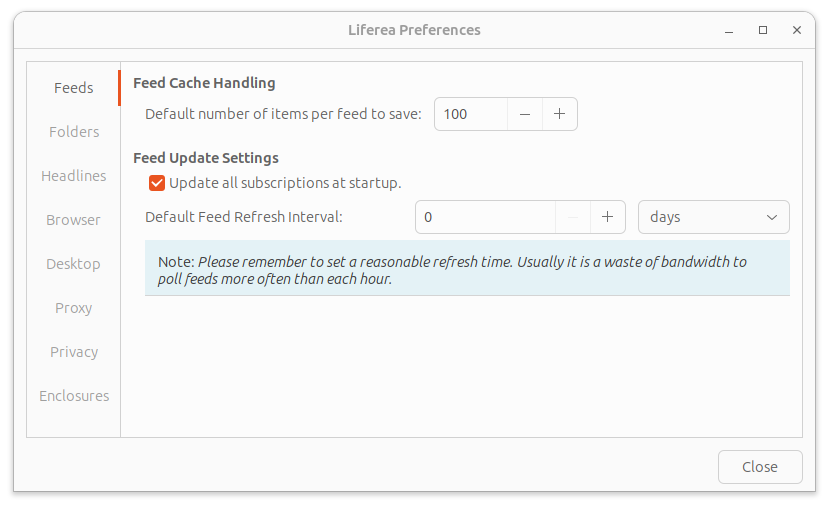 Liferea Preferences
Feeds
Folders
Headlines
Browser
Desktop
Proxy
Privacy
Enclosures
Feed Cache Handling
Default number of items per feed to save: 100
Feed Update Settings
Update all subscriptions at startup.
Default Feed Refresh Interval: 0 days
Note: Please remember to set a reasonable refresh time. Usually it is a waste of bandwidth to
poll feeds more often than each hour.
Close